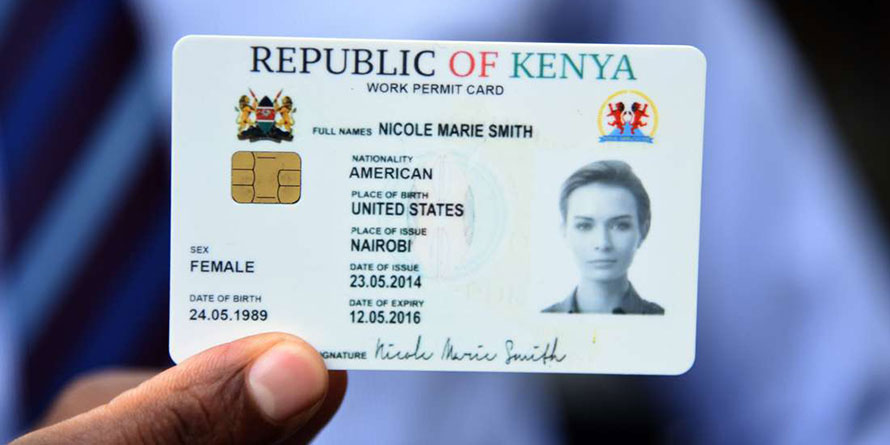 REPUBLIC OF KENYA
WORK PERMIT CARD
FULL NAMES NICOLE MARIE SMITH
NATIONALITY
AMERICAN
PLACE OF BIRTH
UNITED STATES
PLACE OF ISSUE
NAIROBI
SEX
FEMALE
DATE OF ISSUE
23.05.2014
DATE OF BIRTH
24.05.1989
DATE OF EXPIRY
12.05.2016
SIGNATURE Nicole Marie Smith